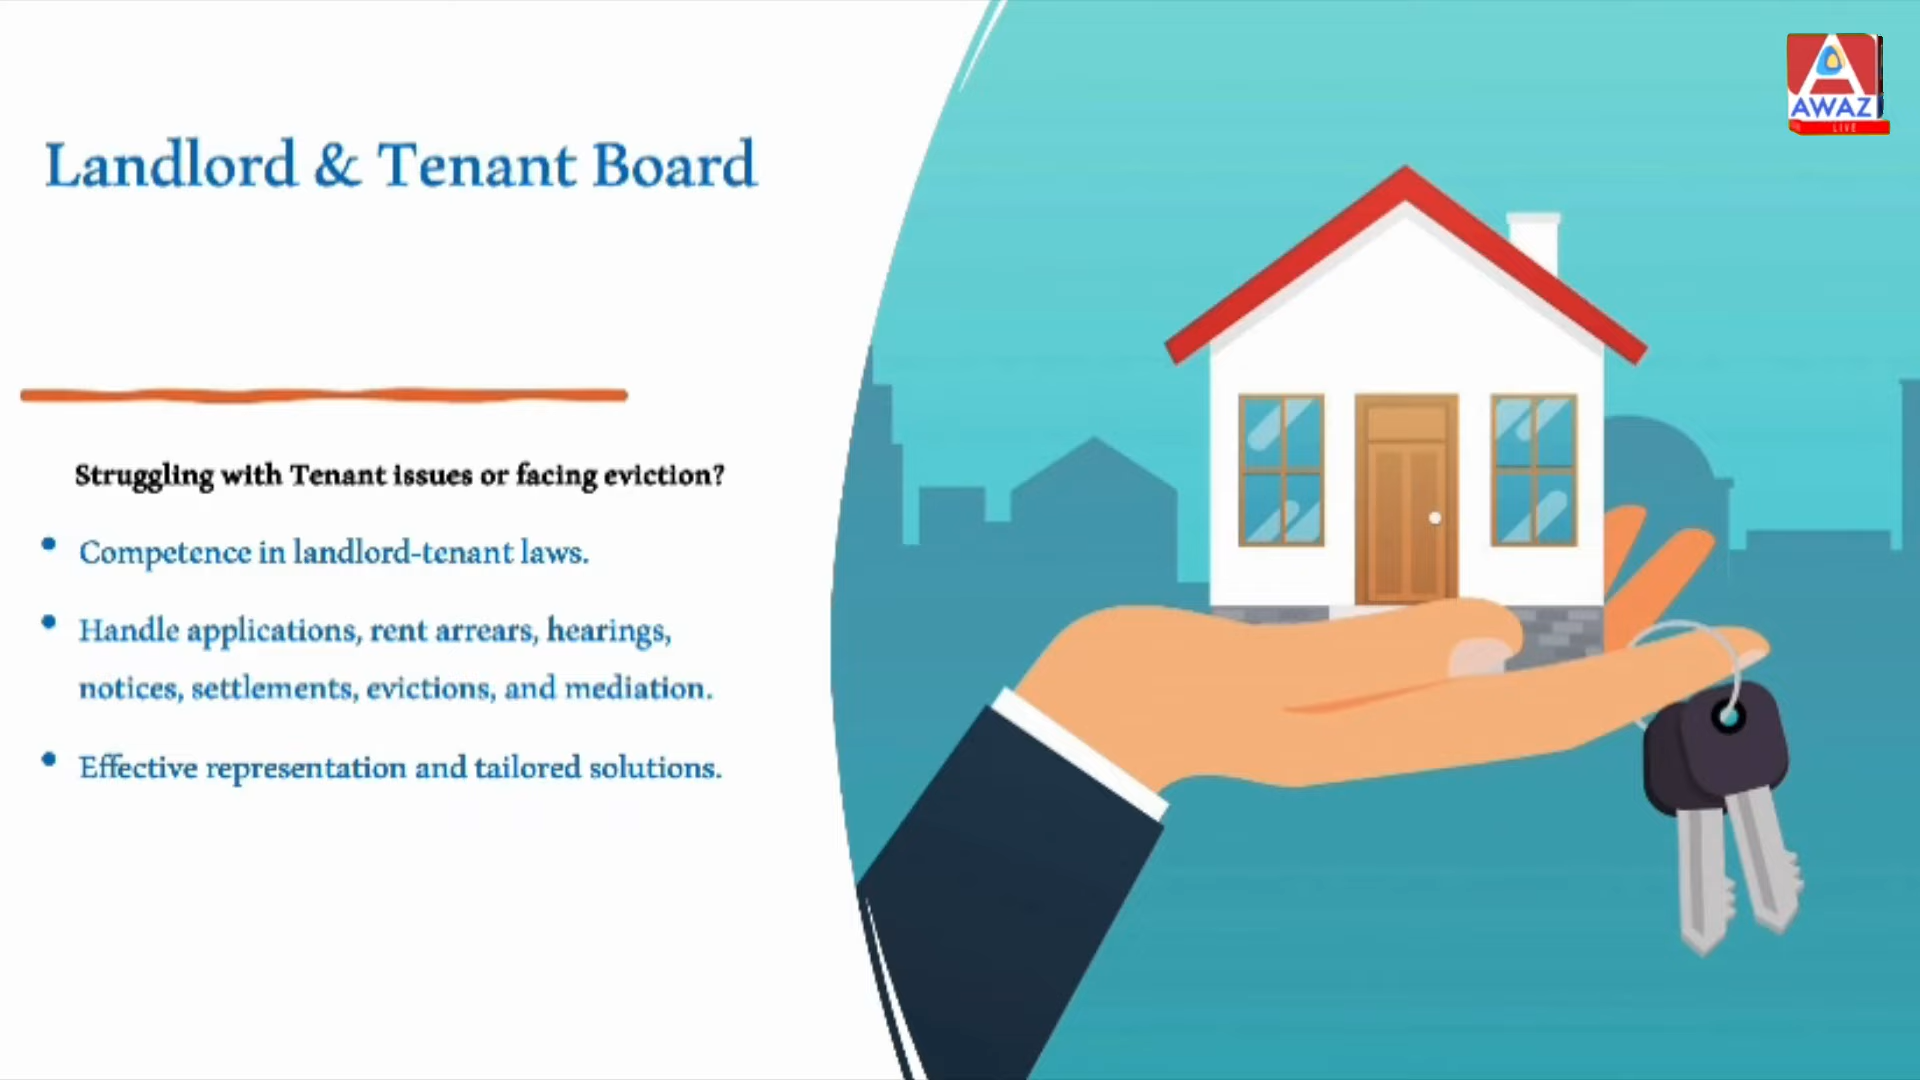 Landlord & Tenant Board
Struggling with Tenant issues or facing eviction?
• Competence in landlord-tenant laws.
• Handle applications, rent arrears, hearings,
notices, settlements, evictions, and mediation.
• Effective representation and tailored solutions.
AWAZ
LIVE